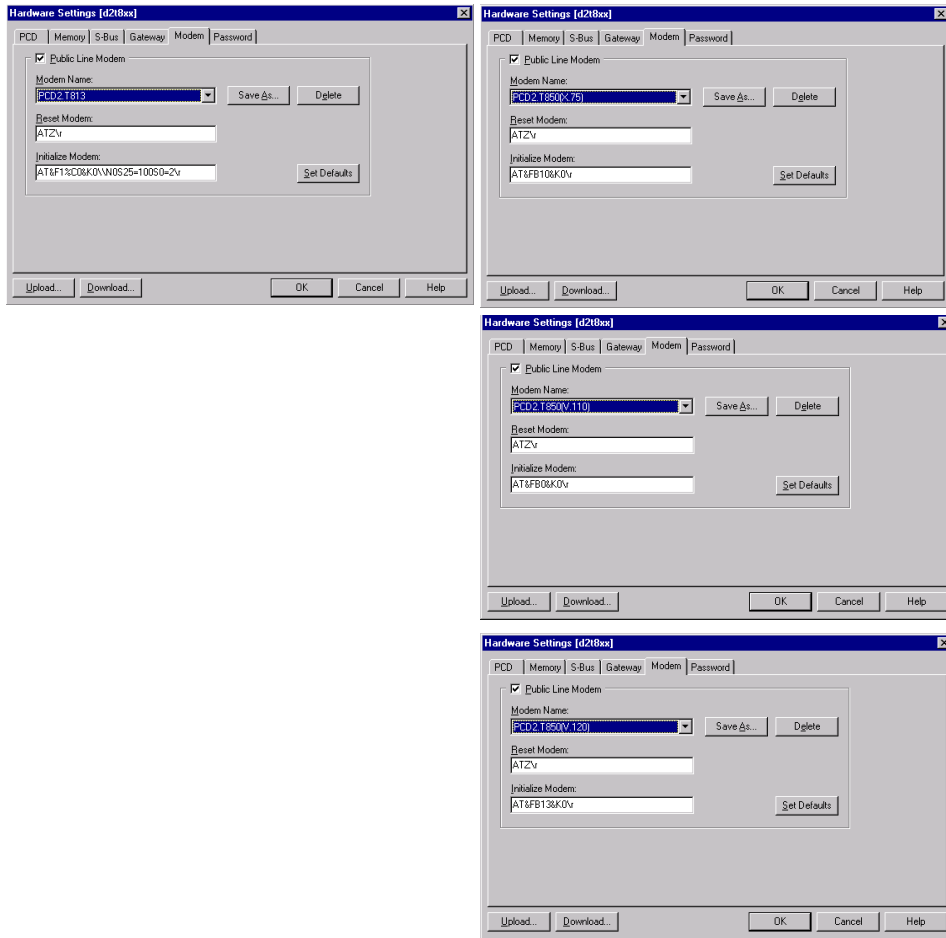 Hardware Settings [d2t8xx]
PCD Memory S-Bus Gateway Modem Password
Public Line Modem
Modem Name:
PCD2.T813 Save As... Delete
Reset Modem:
ATZ\r
Initialize Modem:
AT&F1%C0&K0\\N0S25=100S0=2\r Set Defaults
Upload... Download... OK Cancel Help
Hardware Settings [d2t8xx]
PCD Memory S-Bus Gateway Modem Password
Public Line Modem
Modem Name:
PCD2.T850(X.75) Save As... Delete
Reset Modem:
ATZ\r
Initialize Modem:
AT&FB10&K0\r Set Defaults
Upload... Download... OK Cancel Help
Hardware Settings [d2t8xx]
PCD Memory S-Bus Gateway Modem Password
Public Line Modem
Modem Name:
PCD2.T850(V.110) Save As... Delete
Reset Modem:
ATZ\r
Initialize Modem:
AT&FB0&K0\r Set Defaults
Upload... Download... OK Cancel Help
Hardware Settings [d2t8xx]
PCD Memory S-Bus Gateway Modem Password
Public Line Modem
Modem Name:
PCD2.T850(V.120) Save As... Delete
Reset Modem:
ATZ\r
Initialize Modem:
AT&FB13&K0\r Set Defaults
Upload... Download... OK Cancel Help